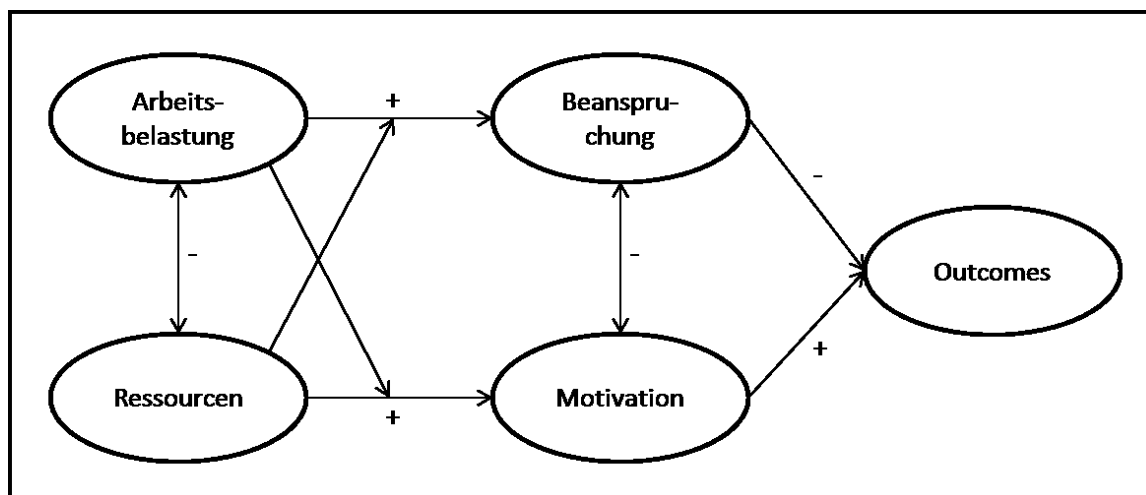 Arbeits-
belastung
+
Beanspru-
chung
-
-
-
Outcomes
Ressourcen
+
Motivation
+